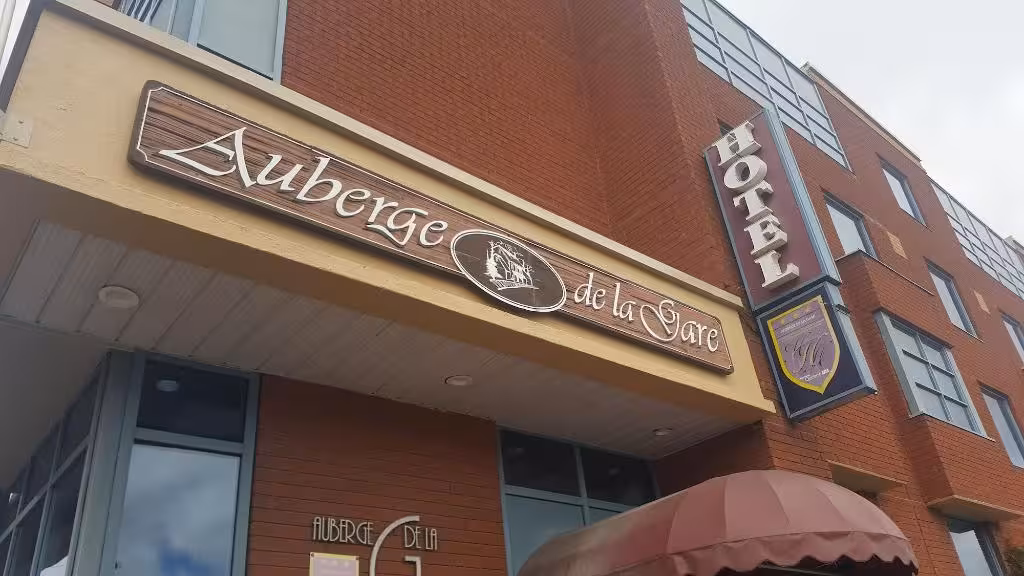 Auberge de la Gare
HOTEL
AUBERGE DE LA
G